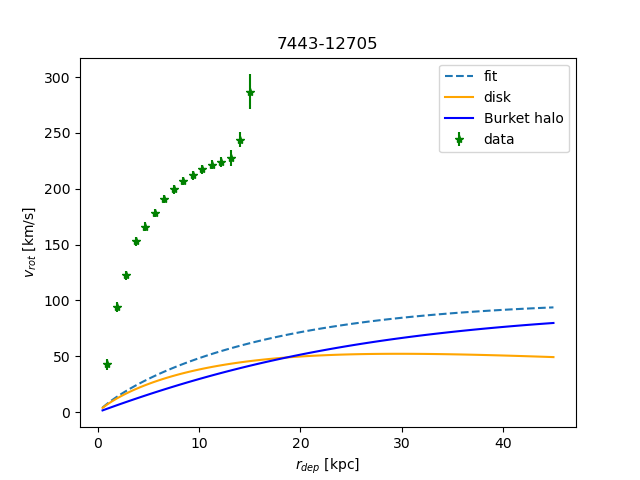 7443-12705
300
250
200
150
100
50
0
v_rot [km/s]
0 10 20 30 40
r_dep [kpc]
fit
disk
Burket halo
data